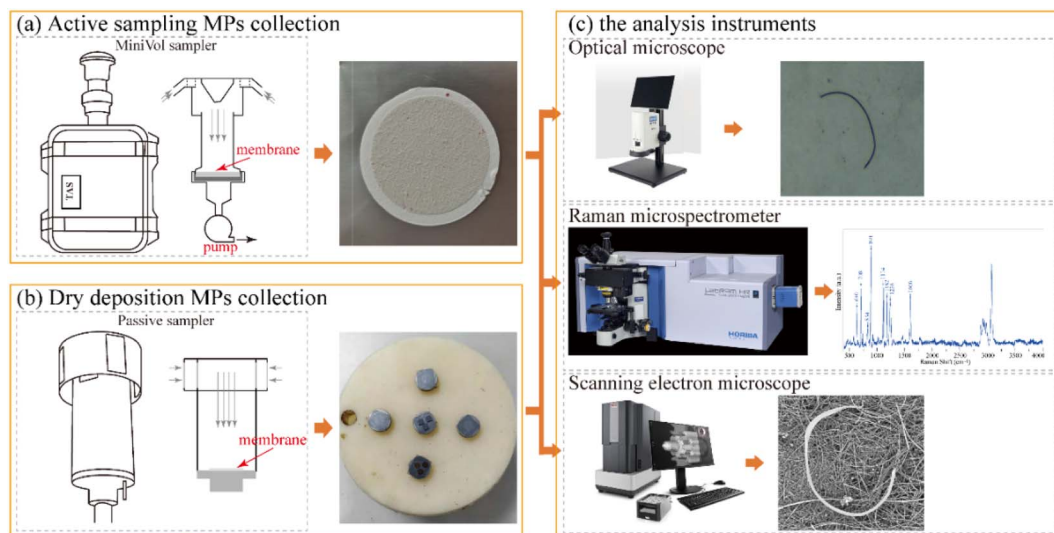 (a) Active sampling MPs collection
MiniVol sampler
TAS
membrane
pump
(b) Dry deposition MPs collection
Passive sampler
membrane
(c) the analysis instruments
Optical microscope
Raman microspectrometer
HORIBA
Intensity (a.u.)
500 1000 1500 2000 2500 3000 3500 4000
Scanning electron microscope